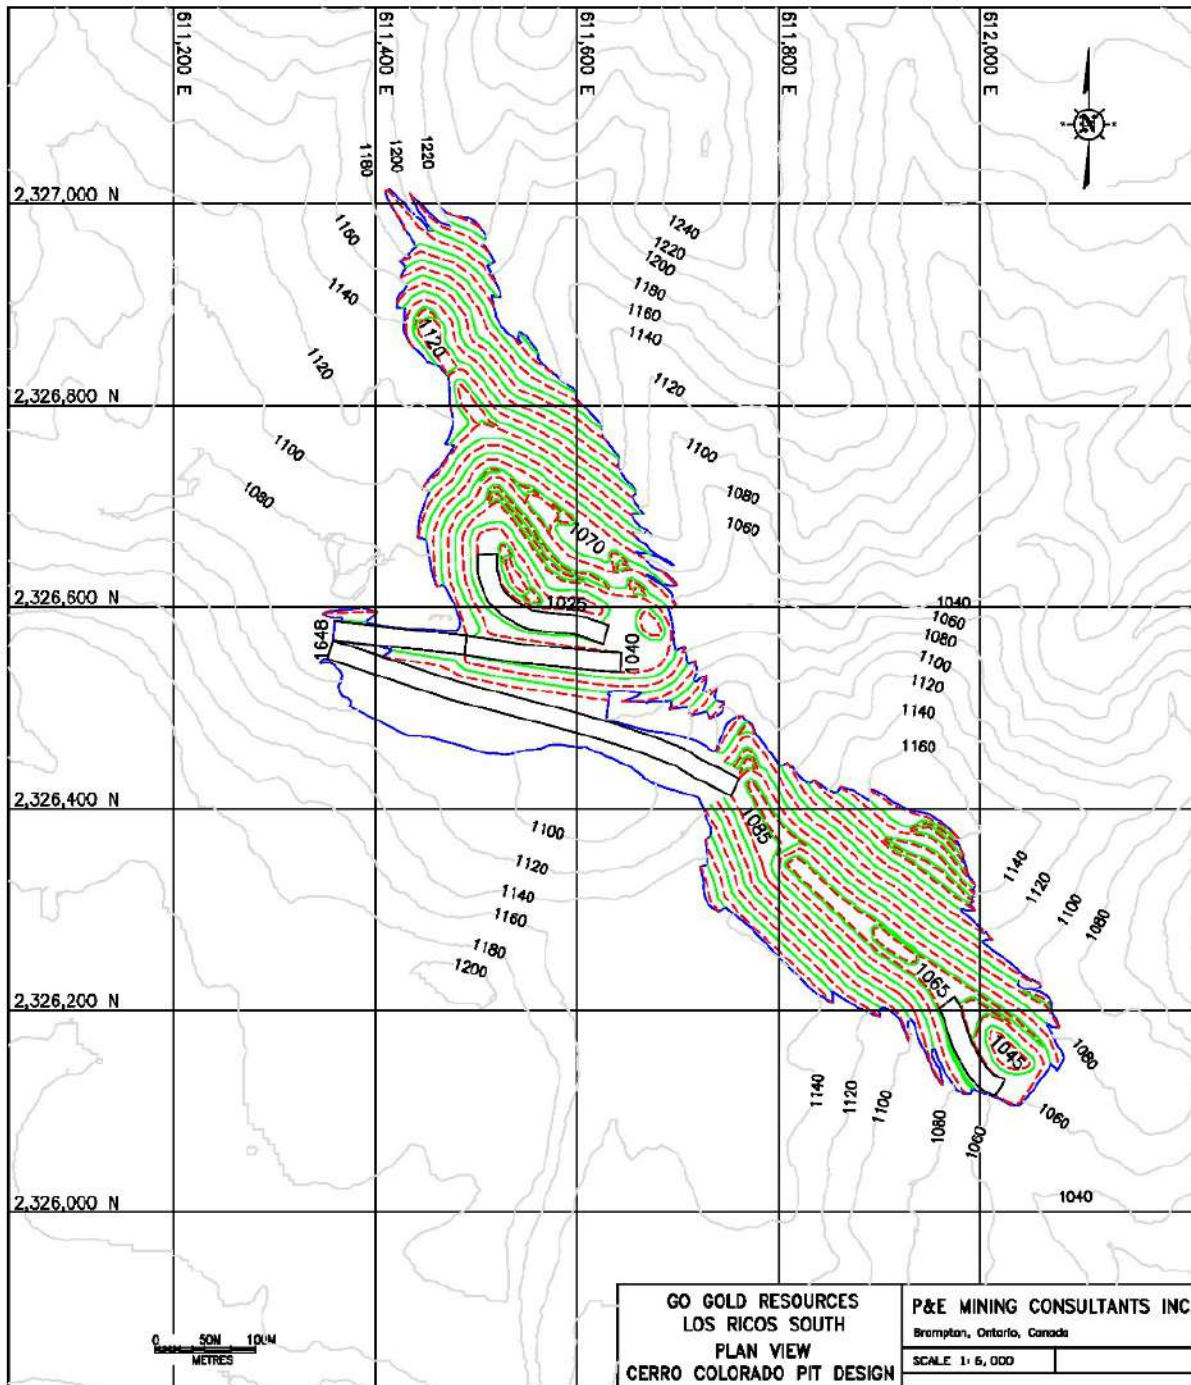 611,200 E
611,400 E
611,600 E
611,800 E
612,000 E
1180
1200
1220
2,327,000 N
1160
1140
1120
1240
1220
1200
1180
1160
1140
1120
1120
2,326,800 N
1100
1080
1100
1080
1060
1070
2,326,600 N
1025
1040
1060
1080
1100
1120
1140
1160
1648
1040
2,326,400 N
1085
1100
1120
1140
1160
1180
1200
1140
1120
1100
1080
1065
2,326,200 N
1045
1080
1060
1140
1120
1100
1080
1060
2,326,000 N
1040
0 50M 100M
METRES
GO GOLD RESOURCES
LOS RICOS SOUTH
PLAN VIEW
CERRO COLORADO PIT DESIGN
P&E MINING CONSULTANTS INC
Brampton, Ontario, Canada
SCALE 1:5,000